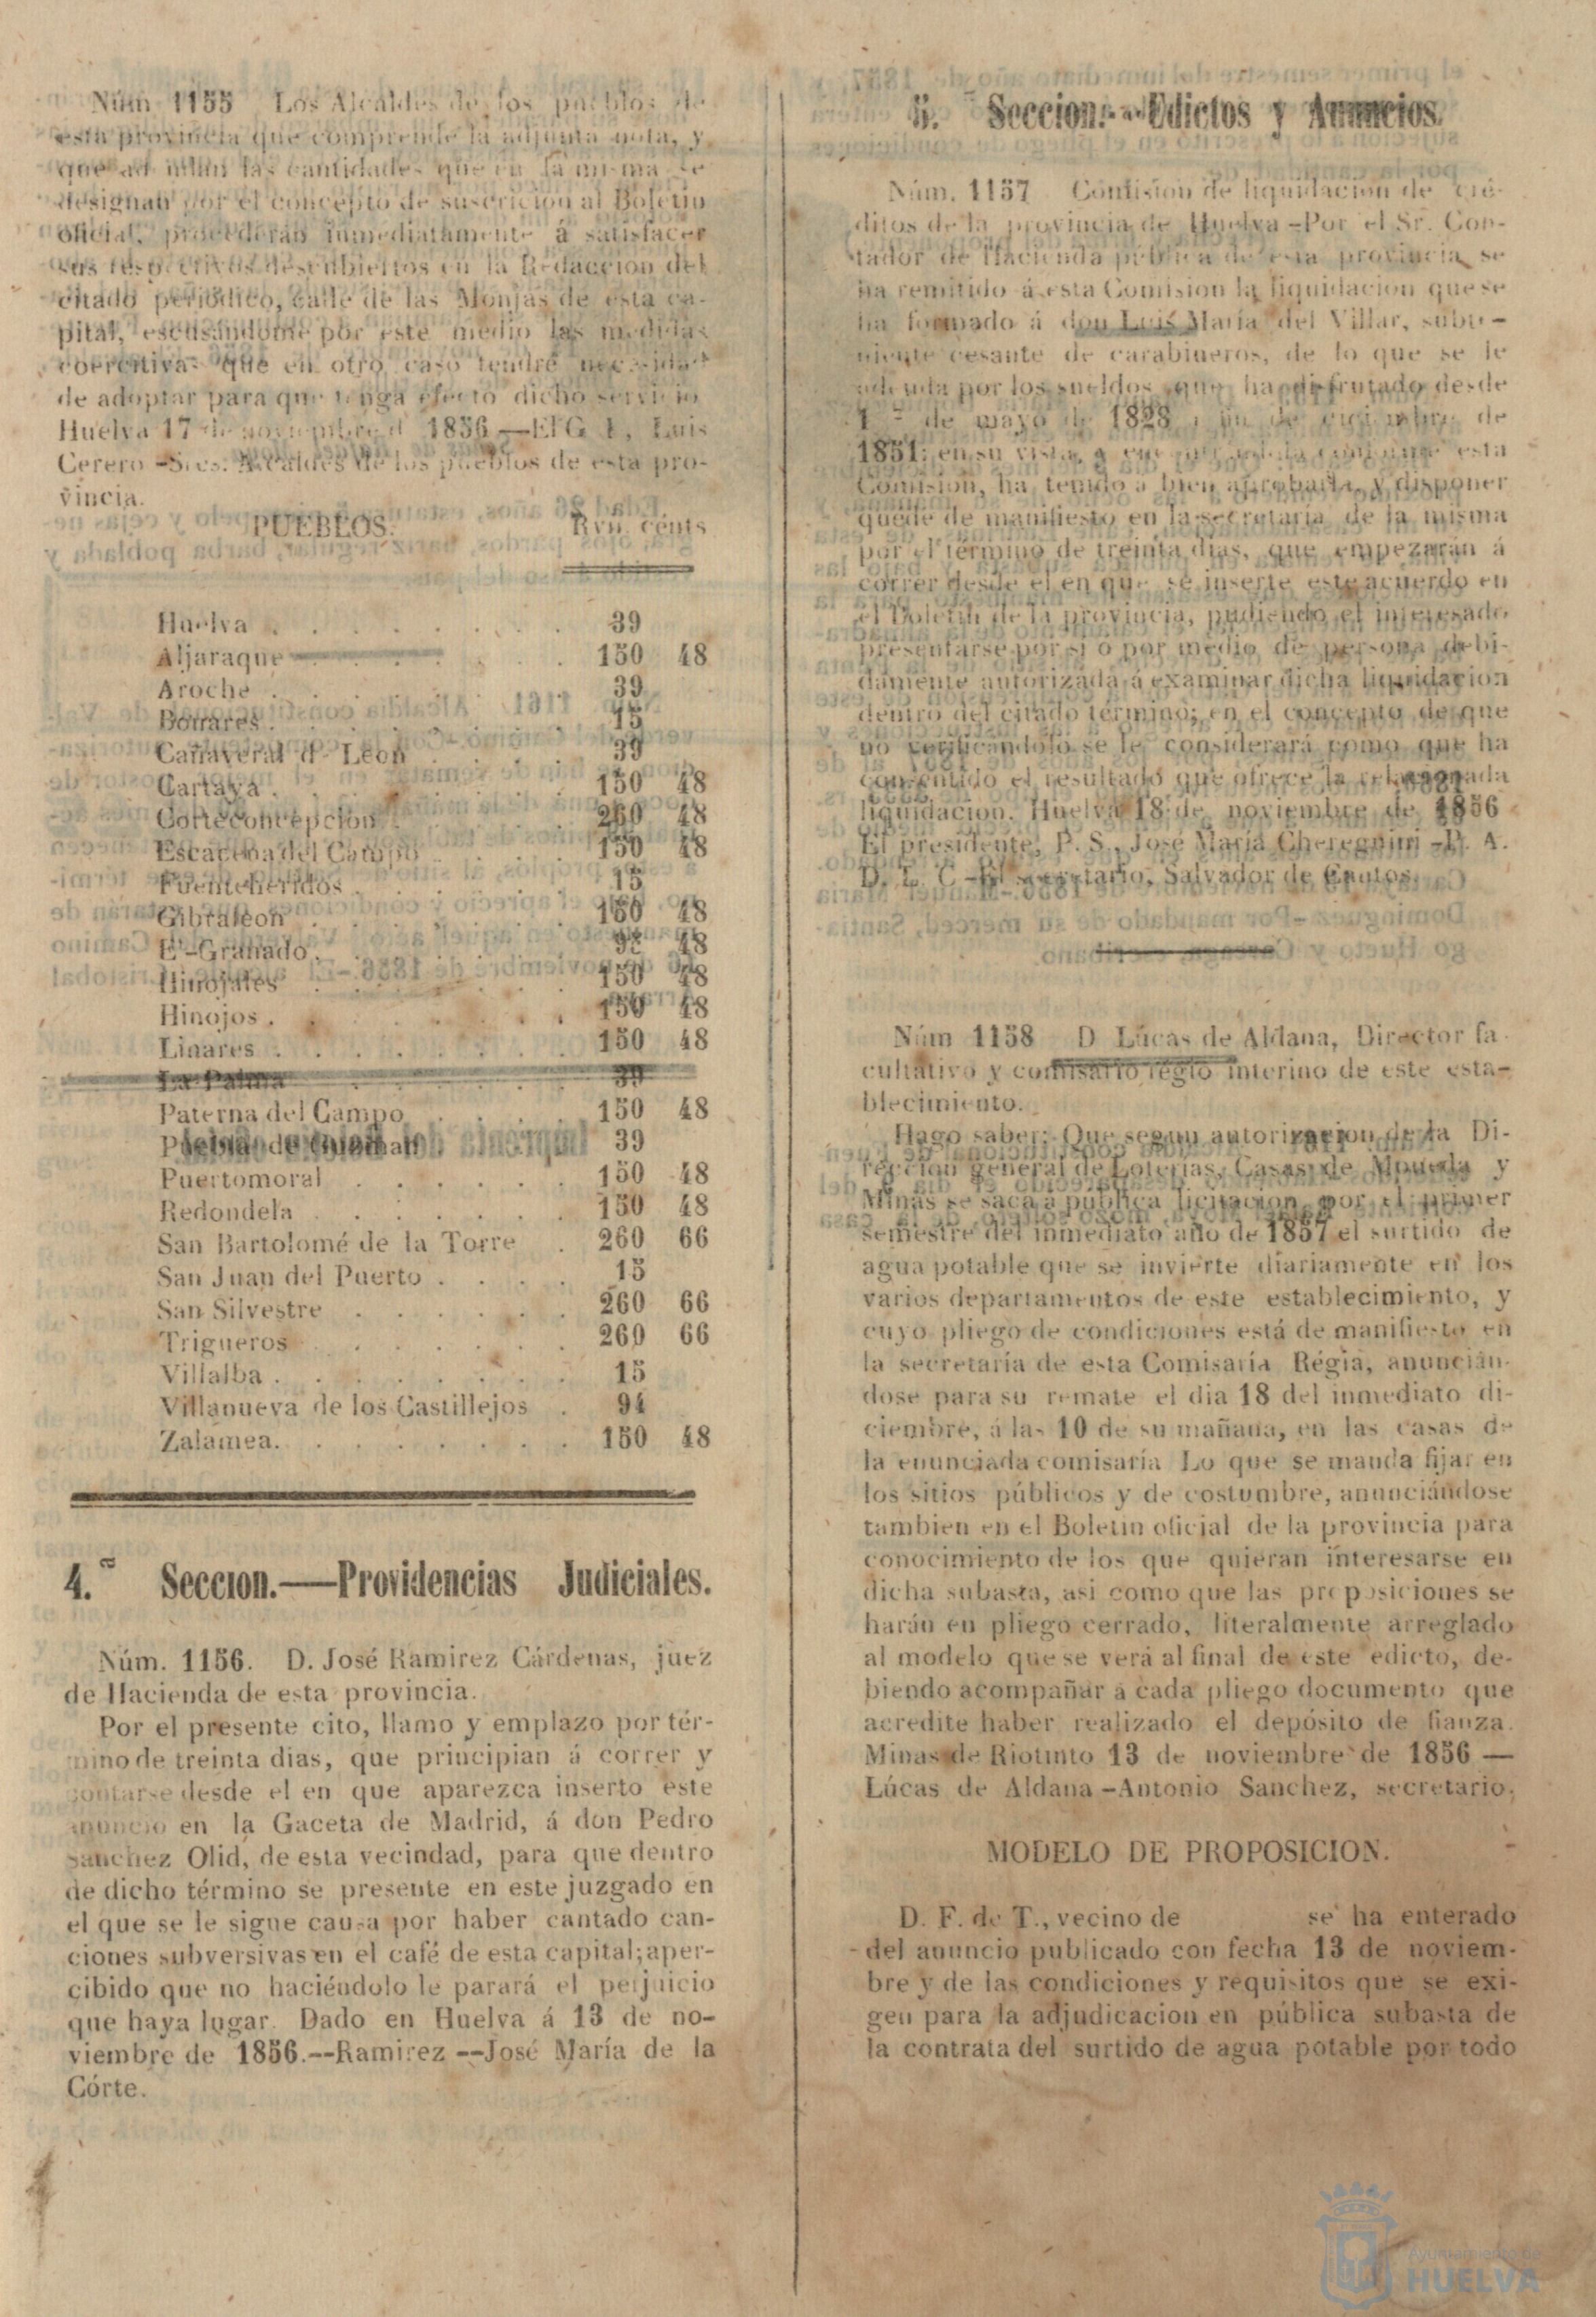 Núm 1155 Los Alcaldes de los pueblos de
esta provincia que comprende la adjunta nota, y
que las cantidades que en la misma se
designan por el concepto de suscricion al Boletin
oficial, procederán inmediatamente á satisfacer
sus respectivos descubiertos en la Redaccion del
citado periódico, calle de las Monjas de esta ca-
pital, escusándome por este medio las medidas
coercitivas que en otro caso tendré necesidad
de adoptar para que tenga efecto dicho servicio
Huelva 17 de noviembre d 1856 —El G I, Luis
Cerero -Sres. Alcaldes de los pueblos de esta pro-
vincia.
PUEBLOS. Rvn. cénts
Huelva . . . . . . . . . 39
Aljaraque . . . . . 150 48
Aroche . . . . . . . . 39
Bonares . . . . . . . . 15
Cañaveral d Leon . . . . 39
Cartaya . . . . . . . . 150 48
Corteconcepcion . . . . . 260 48
Escacena del Campo . . . . 150 48
Fuenteheridos . . . . . . 15
Gibraleon . . . . . . . 150 48
El Granado . . . . . . . 48
Hinojales . . . . . . . 150 48
Hinojos . . . . . . . . 150 48
Linares . . . . . . . . 150 48
La Palma . . . . . . . 39
Paterna del Campo . . . . 150 48
Puebla de Guzman . . . . 39
Puertomoral . . . . . . 150 48
Redondela . . . . . . . 150 48
San Bartolomé de la Torre . 260 66
San Juan del Puerto . . . . 15
San Silvestre . . . . . . 260 66
Trigueros . . . . . . . 260 66
Villalba . . . . . . . . 15
Villanueva de los Castillejos . 94
Zalamea. . . . . . . . . 150 48
4.ª Seccion.—Providencias Judiciales.
Núm. 1156. D. José Ramirez Cárdenas, juez
de Hacienda de esta provincia.
Por el presente cito, llamo y emplazo por tér-
mino de treinta dias, que principian á correr y
contarse desde el en que aparezca inserto este
anuncio en la Gaceta de Madrid, á don Pedro
Sanchez Olid, de esta vecindad, para que dentro
de dicho término se presente en este juzgado en
el que se le sigue causa por haber cantado can-
ciones subversivas en el café de esta capital; aper-
cibido que no haciéndolo le parará el perjuicio
que haya lugar. Dado en Huelva á 13 de no-
viembre de 1856.--Ramirez --José María de la
Córte.
5. Seccion.--Edictos y Anuncios.
Núm. 1157 Comision de liquidacion de cré-
ditos de la provincia de Huelva -Por el Sr. Con-
tador de Hacienda pública de esta provincia se
ha remitido á esta Comision la liquidacion que se
ha formado á don Luis María del Villar, subte-
niente cesante de carabineros, de lo que se le
adeuda por los sueldos que ha disfrutado desde
1.º de mayo de 1828 á fin de diciembre de
1851; en su vista, y esta
Comision, ha tenido á bien aprobarla, y disponer
quede de manifiesto en la secretaría de la misma
por el término de treinta dias, que empezarán á
correr desde el en que se inserte este acuerdo en
el Boletin de la provincia, pudiendo el interesado
presentarse por sí ó por medio de persona debi-
damente autorizada á examinar dicha liquidacion
dentro del citado término; en el concepto de que
no verificándolo se le considerará como que ha
consentido el resultado que ofrece la relacionada
liquidacion. Huelva 18 de noviembre de 1856
El presidente, P. S., José María Chereguini -P. A.
D. L. C -El secretario, Salvador de Cantos.
Núm 1158 D Lúcas de Aldana, Director fa-
cultativo y comisario régio interino de este esta-
blecimiento.
Hago saber: Que segun autorizacion de la Di-
reccion general de Loterías, Casas de Moneda y
Minas se saca á pública licitacion por el primer
semestre del inmediato año de 1857 el surtido de
agua potable que se invierte diariamente en los
varios departamentos de este establecimiento, y
cuyo pliego de condiciones está de manifiesto en
la secretaría de esta Comisaría Régia, anuncián-
dose para su remate el dia 18 del inmediato di-
ciembre, á las 10 de su mañana, en las casas de
la enunciada comisaría Lo que se manda fijar en
los sitios públicos y de costumbre, anunciándose
tambien en el Boletin oficial de la provincia para
conocimiento de los que quieran interesarse en
dicha subasta, asi como que las proposiciones se
harán en pliego cerrado, literalmente arreglado
al modelo que se verá al final de este edicto, de-
biendo acompañar á cada pliego documento que
acredite haber realizado el depósito de fianza.
Minas de Riotinto 13 de noviembre de 1856 —
Lúcas de Aldana -Antonio Sanchez, secretario.
MODELO DE PROPOSICION.
D. F. de T., vecino de se ha enterado
del anuncio publicado con fecha 13 de noviem-
bre y de las condiciones y requisitos que se exi-
gen para la adjudicacion en pública subasta de
la contrata del surtido de agua potable por todo
Ayuntamiento de
HUELVA